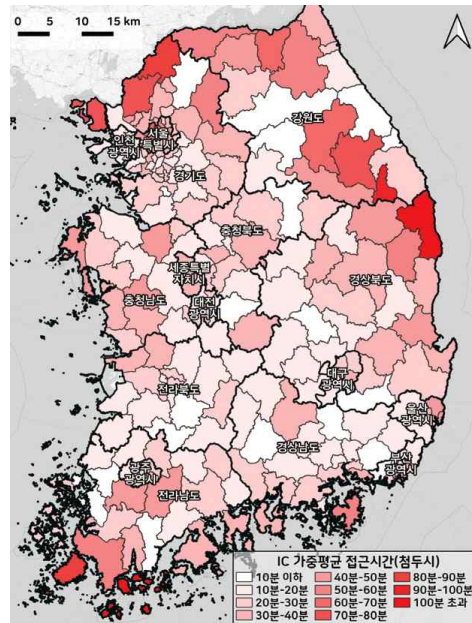 0 5 10 15 km
강원도
서울
특별시
인천
광역시
경기도
충청북도
세종특별
자치시
경상북도
충청남도
대전
광역시
대구
광역시
전라북도
울산
광역시
경상남도
부산
광역시
광주
광역시
전라남도
IC 가중평균 접근시간(첨두시)
10분 이하 40분-50분 80분-90분
10분-20분 50분-60분 90분-100분
20분-30분 60분-70분 100분 초과
30분-40분 70분-80분